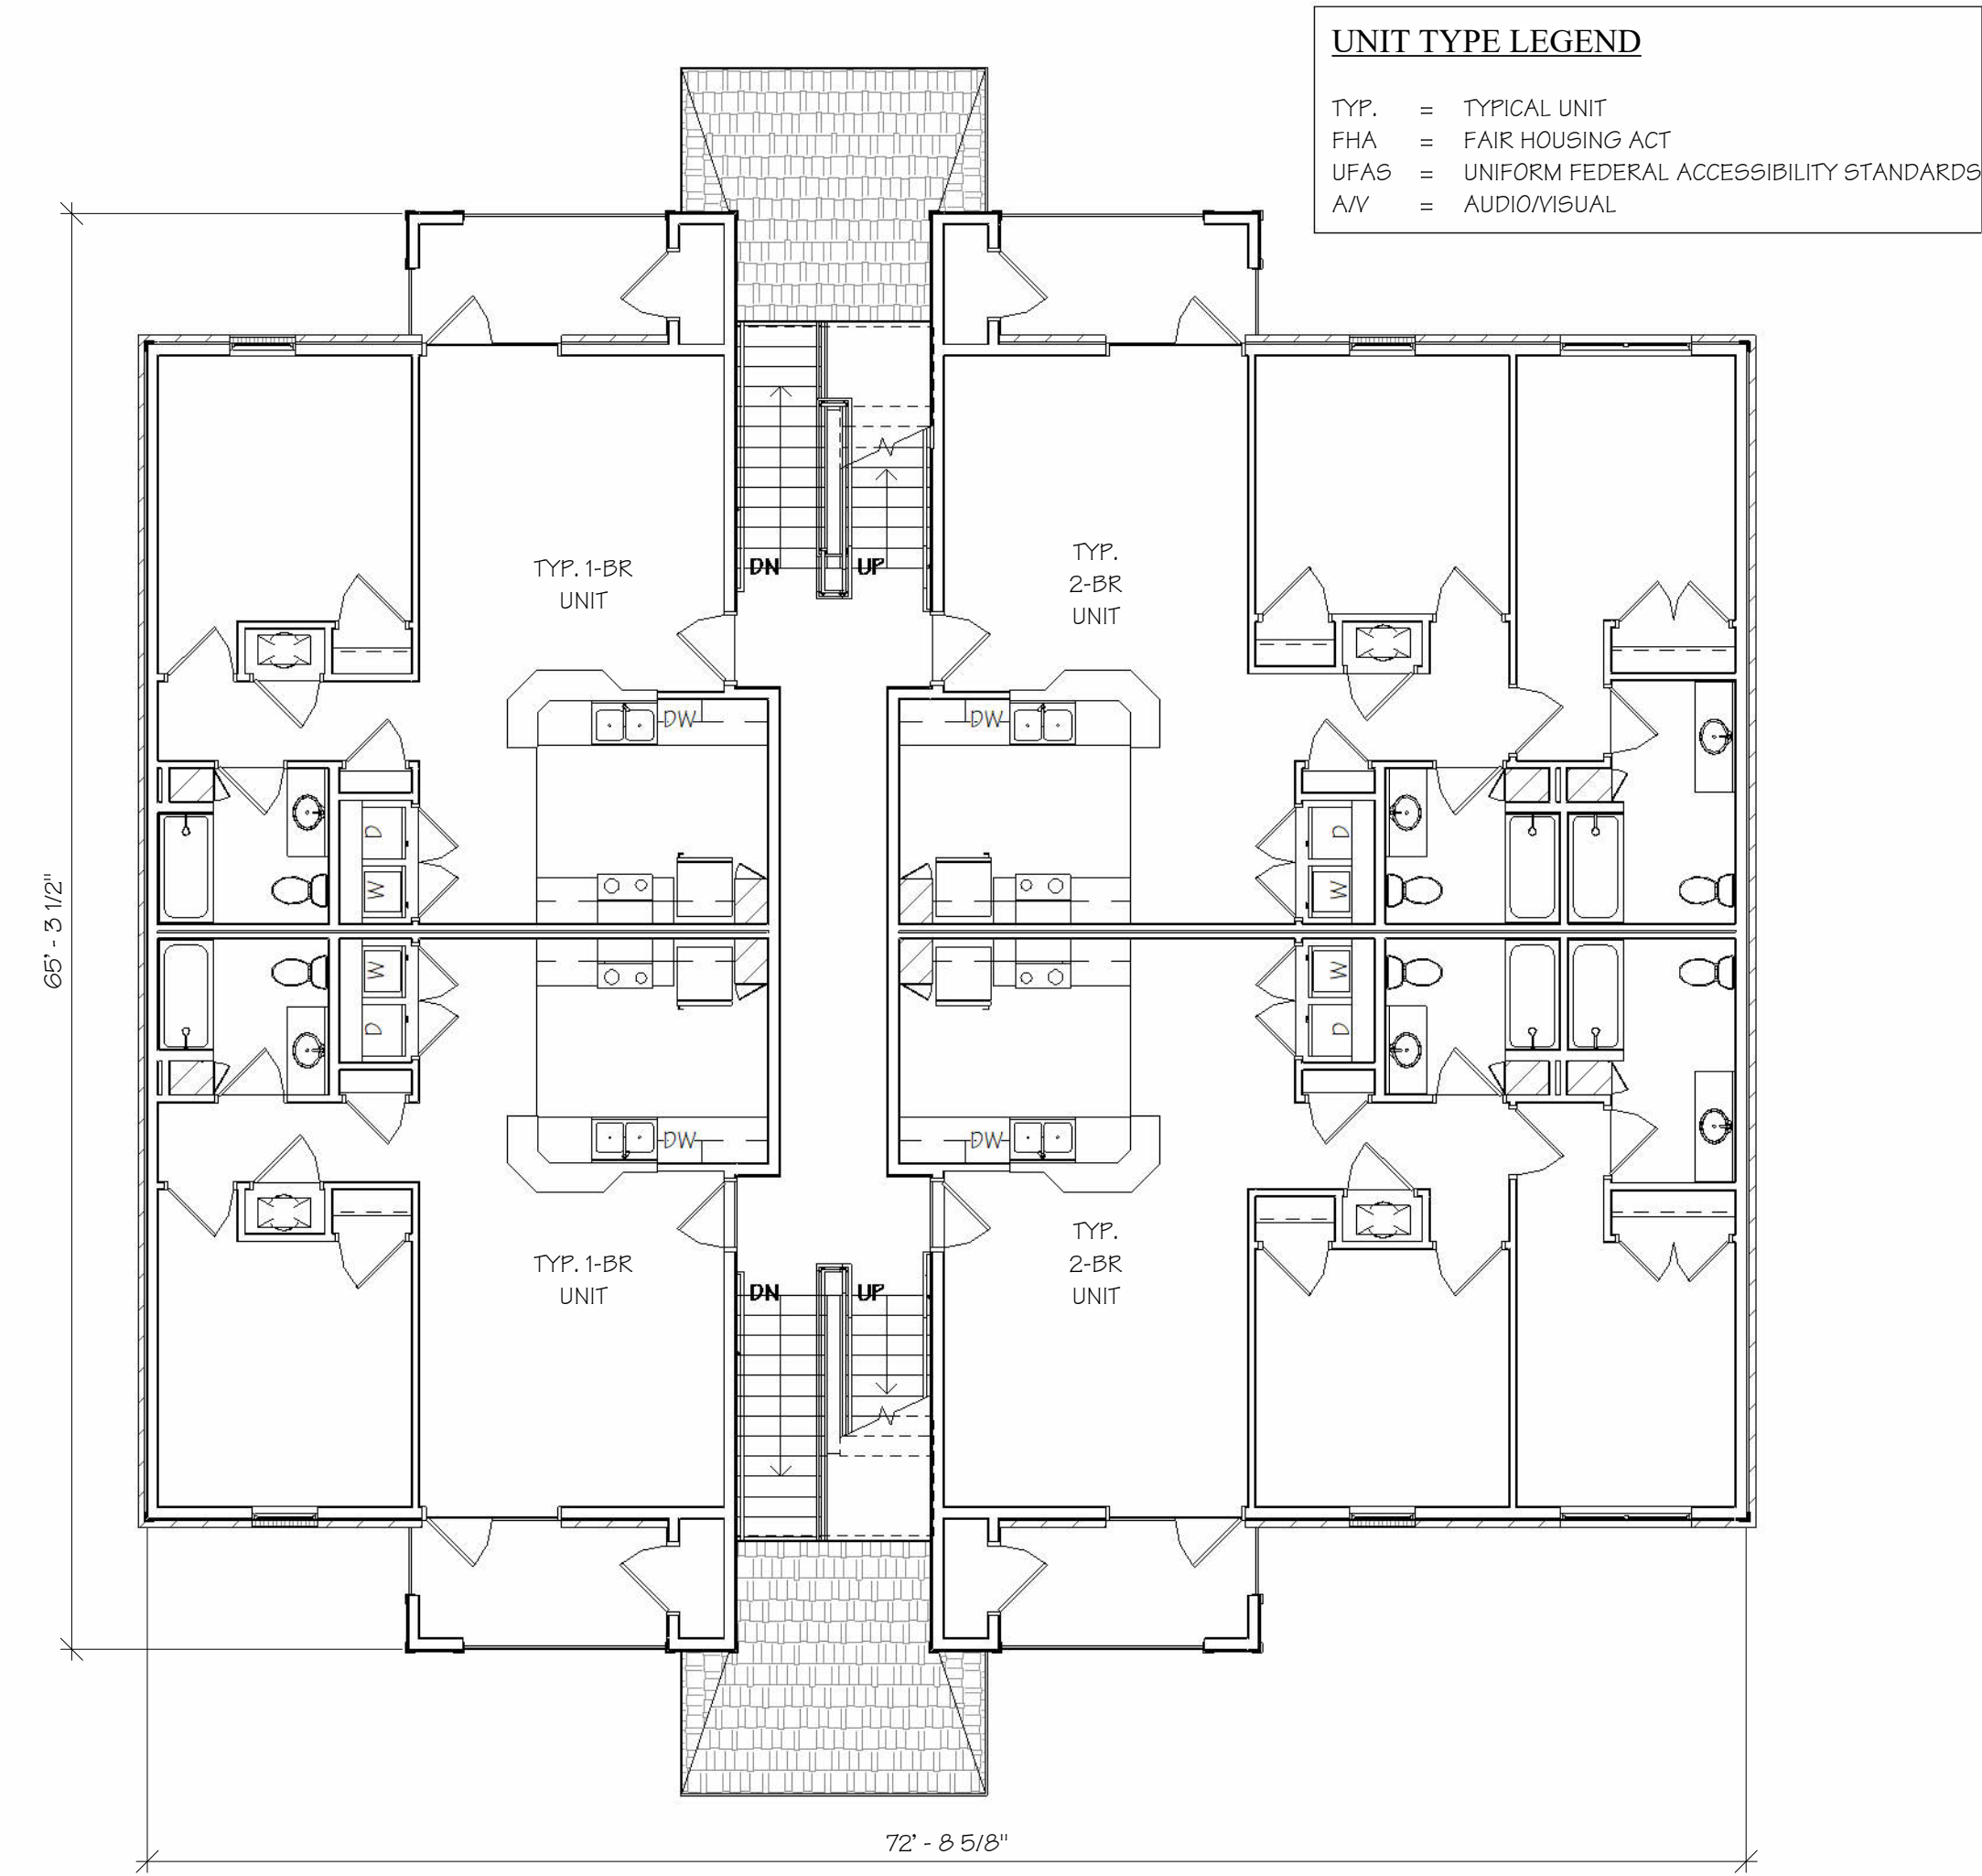 UNIT TYPE LEGEND
TYP. = TYPICAL UNIT
FHA = FAIR HOUSING ACT
UFAS = UNIFORM FEDERAL ACCESSIBILITY STANDARDS
A/V = AUDIO/VISUAL
TYP. 1-BR
UNIT
DN
UP
TYP.
2-BR
UNIT
DW
DW
D
W
D
W
65' - 3 1/2"
W
D
W
D
DW
DW
TYP. 1-BR
UNIT
DN
UP
TYP.
2-BR
UNIT
72' - 8 5/8"